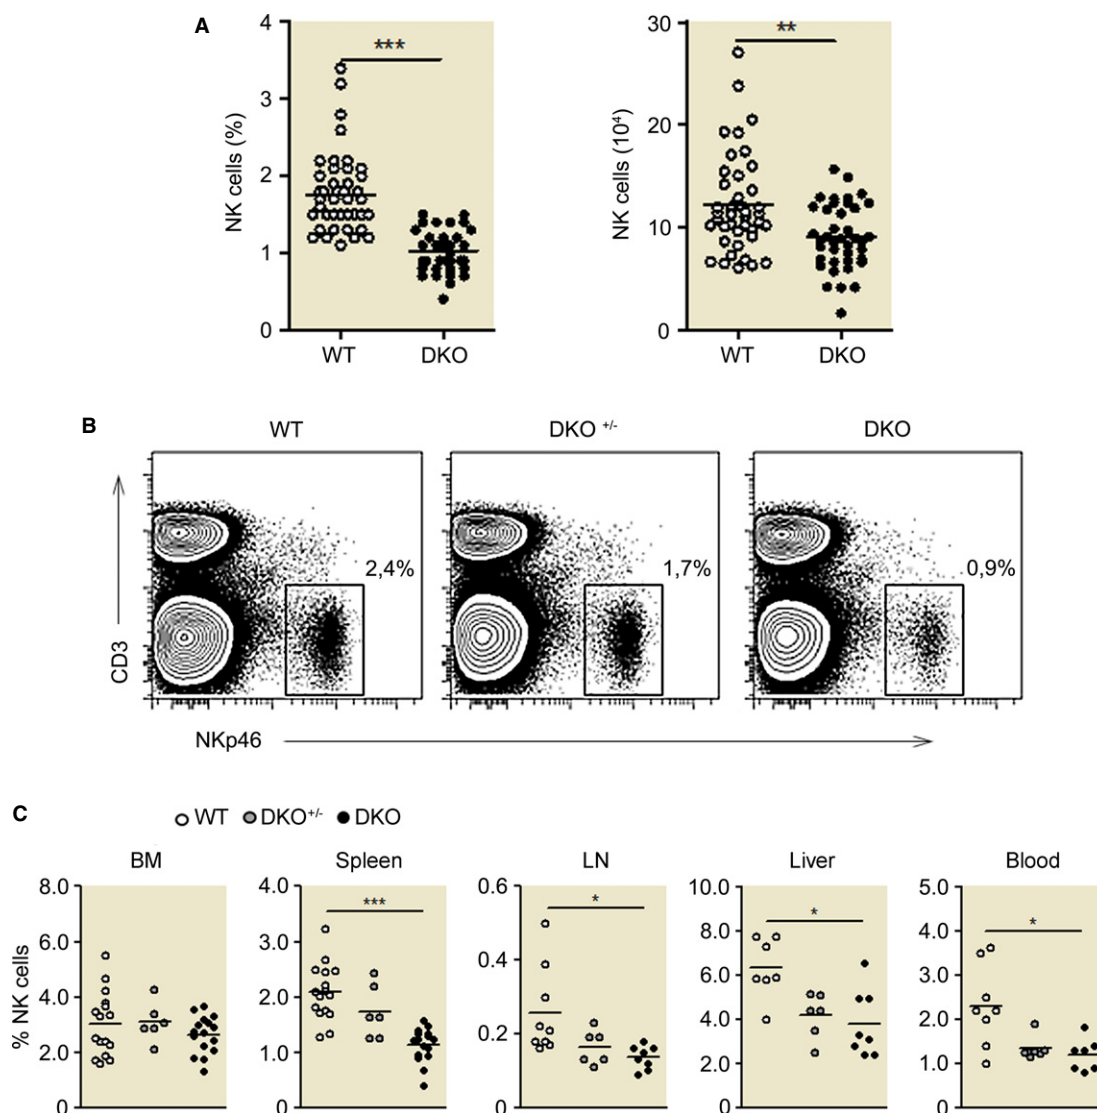 A
NK cells (%)
4
3
2
1
0
***
WT
DKO
NK cells (10⁴)
30
20
10
0
**
WT
DKO
B
WT
DKO +/-
DKO
2,4%
1,7%
0,9%
CD3
NKp46
C
WT DKO+/- DKO
BM
Spleen
LN
Liver
Blood
% NK cells
8.0
6.0
4.0
2.0
0
4.0
3.0
2.0
1.0
0
***
0.6
0.4
0.2
0
*
10.0
8.0
6.0
4.0
2.0
0
*
5.0
4.0
3.0
2.0
1.0
0
*